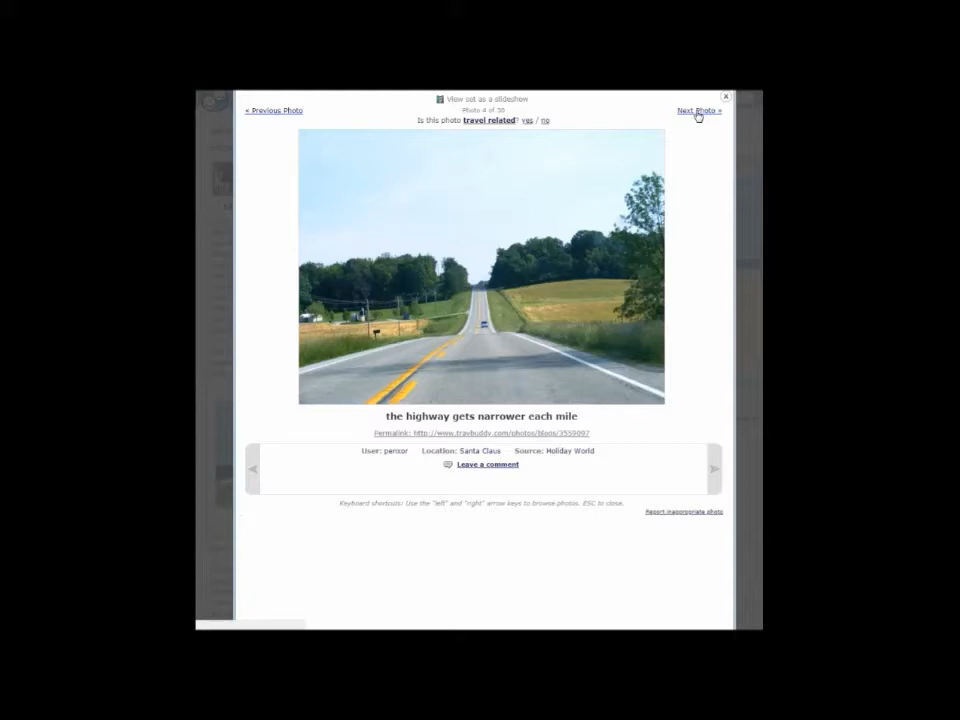 View set as a slideshow
« Previous Photo
Photo 4 of 30
Next Photo »
Is this photo travel related? yes / no
the highway gets narrower each mile
Permalink: http://www.travbuddy.com/photos/blogs/3559097
User: perixor Location: Santa Claus Source: Holiday World
Leave a comment
Keyboard shortcuts: Use the "left" and "right" arrow keys to browse photos. ESC to close.
Report inappropriate photo